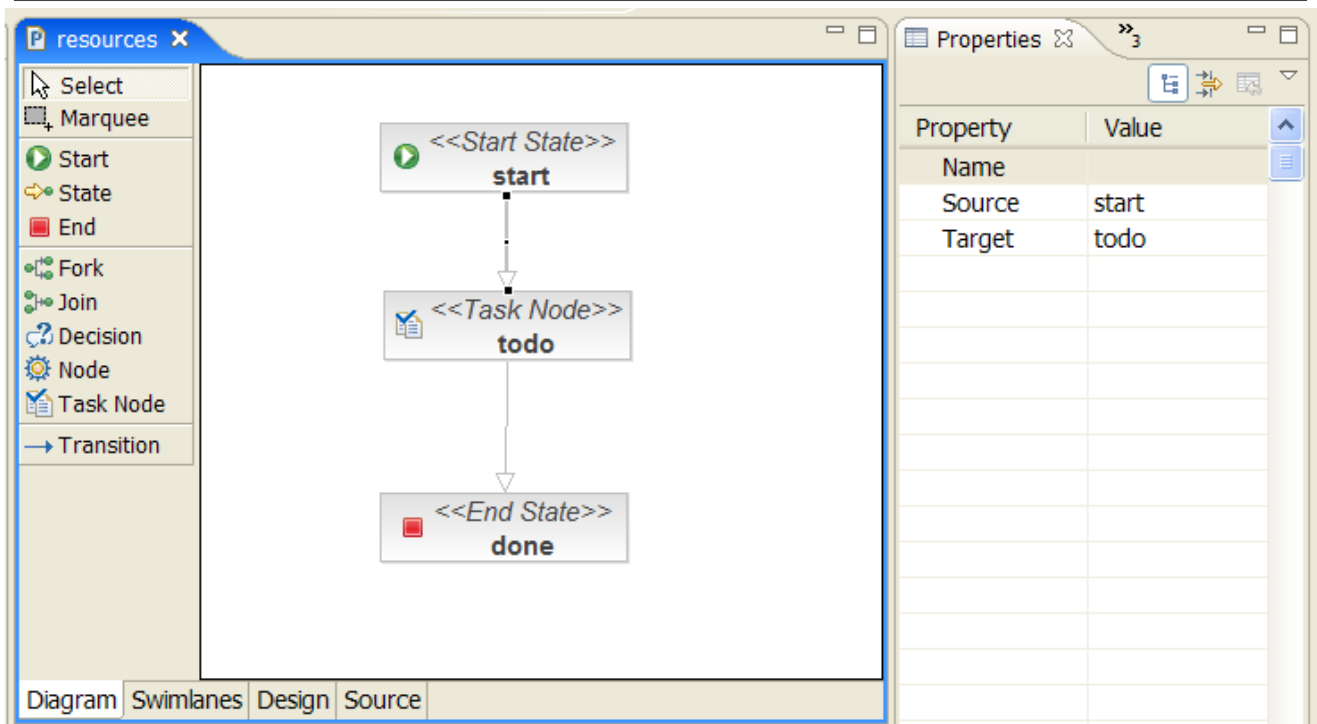 resources
Select
Marquee
Start
State
End
Fork
Join
Decision
Node
Task Node
Transition
<<Start State>>
start
<<Task Node>>
todo
<<End State>>
done
Diagram Swimlanes Design Source
Properties »3
Property Value
Name
Source start
Target todo